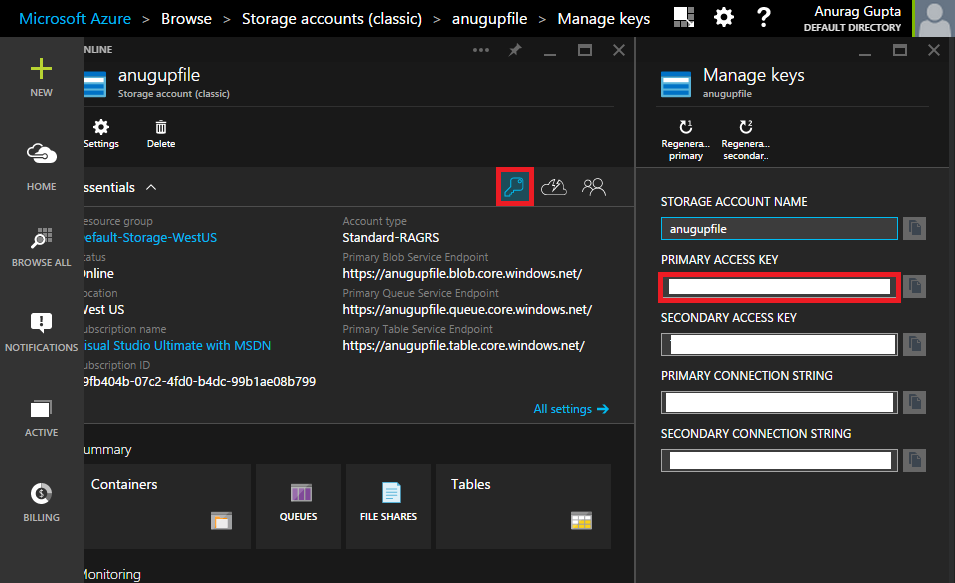 Microsoft Azure > Browse > Storage accounts (classic) > anugupfile > Manage keys ? Anurag Gupta
DEFAULT DIRECTORY
NEW
HOME
BROWSE ALL
NOTIFICATIONS
ACTIVE
BILLING
NLINE
anugupfile
Storage account (classic)
Settings
Delete
ssentials
esource group
efault-Storage-WestUS
tatus
Online
ocation
West US
ubscription name
isual Studio Ultimate with MSDN
ubscription ID
9fb404b-07c2-4fd0-b4dc-99b1ae08b799
Account type
Standard-RAGRS
Primary Blob Service Endpoint
https://anugupfile.blob.core.windows.net/
Primary Queue Service Endpoint
https://anugupfile.queue.core.windows.net/
Primary Table Service Endpoint
https://anugupfile.table.core.windows.net/
All settings →
ummary
Containers
QUEUES
FILE SHARES
Tables
Monitoring
Manage keys
anugupfile
Regenera...
primary
Regenera...
secondar..
STORAGE ACCOUNT NAME
anugupfile
PRIMARY ACCESS KEY
SECONDARY ACCESS KEY
PRIMARY CONNECTION STRING
SECONDARY CONNECTION STRING